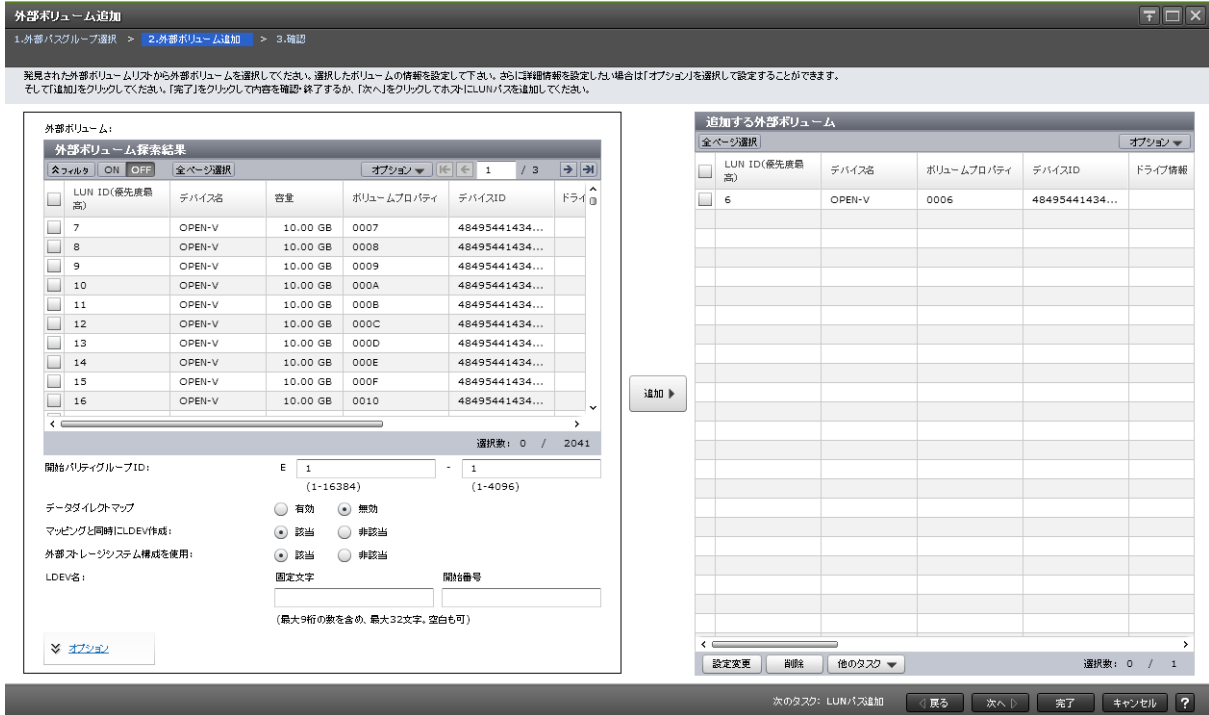 外部ボリューム追加
1.外部パスグループ選択 > 2.外部ボリューム追加 > 3.確認
発見された外部ボリュームリストから外部ボリュームを選択してください。選択したボリュームの情報を設定して下さい。さらに詳細情報を設定したい場合は「オプション」を選択して設定することができます。
そして「追加」をクリックしてください。「完了」をクリックして内容を確認・終了するか、「次へ」をクリックしてホストにLUNパスを追加してください。
外部ボリューム:
外部ボリューム探索結果
フィルタ ON OFF 全ページ選択 オプション 1 / 3
LUN ID(優先度最高) デバイス名 容量 ボリュームプロパティ デバイスID ドライ
7 OPEN-V 10.00 GB 0007 48495441434...
8 OPEN-V 10.00 GB 0008 48495441434...
9 OPEN-V 10.00 GB 0009 48495441434...
10 OPEN-V 10.00 GB 000A 48495441434...
11 OPEN-V 10.00 GB 000B 48495441434...
12 OPEN-V 10.00 GB 000C 48495441434...
13 OPEN-V 10.00 GB 000D 48495441434...
14 OPEN-V 10.00 GB 000E 48495441434...
15 OPEN-V 10.00 GB 000F 48495441434...
16 OPEN-V 10.00 GB 0010 48495441434...
選択数: 0 / 2041
開始パリティグループID: E 1 - 1
(1-16384) (1-4096)
データダイレクトマップ 有効 無効
マッピングと同時にLDEV作成: 該当 非該当
外部ストレージシステム構成を使用: 該当 非該当
LDEV名: 固定文字 開始番号
(最大9桁の数を含め、最大32文字。空白も可)
オプション
追加
追加する外部ボリューム
全ページ選択 オプション
LUN ID(優先度最高) デバイス名 ボリュームプロパティ デバイスID ドライブ情報
6 OPEN-V 0006 48495441434...
設定変更 削除 他のタスク 選択数: 0 / 1
次のタスク: LUNパス追加 戻る 次へ 完了 キャンセル ?